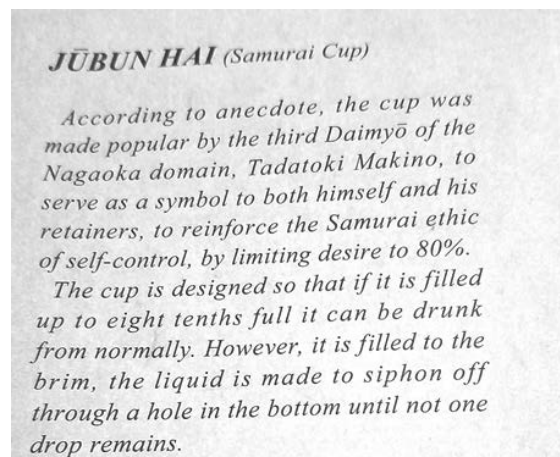 JŪBUN HAI (Samurai Cup)
According to anecdote, the cup was
made popular by the third Daimyō of the
Nagaoka domain, Tadatoki Makino, to
serve as a symbol to both himself and his
retainers, to reinforce the Samurai ethic
of self-control, by limiting desire to 80%.
The cup is designed so that if it is filled
up to eight tenths full it can be drunk
from normally. However, it is filled to the
brim, the liquid is made to siphon off
through a hole in the bottom until not one
drop remains.